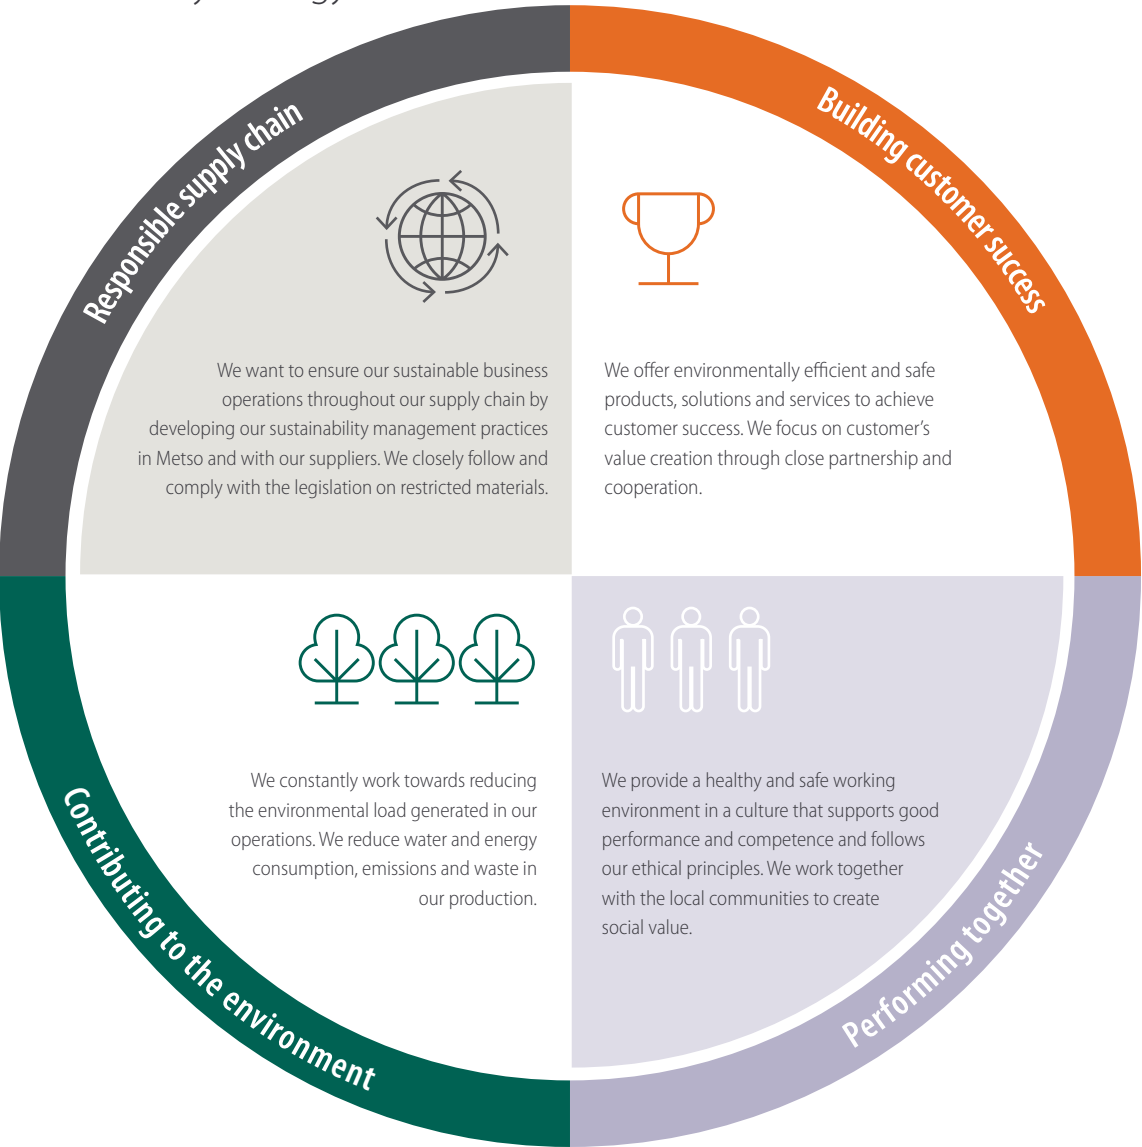 Responsible supply chain
Building customer success
We want to ensure our sustainable business
operations throughout our supply chain by
developing our sustainability management practices
in Metso and with our suppliers. We closely follow and
comply with the legislation on restricted materials.
We offer environmentally efficient and safe
products, solutions and services to achieve
customer success. We focus on customer’s
value creation through close partnership and
cooperation.
Contributing to the environment
We constantly work towards reducing
the environmental load generated in our
operations. We reduce water and energy
consumption, emissions and waste in
our production.
We provide a healthy and safe working
environment in a culture that supports good
performance and competence and follows
our ethical principles. We work together
with the local communities to create
social value.
Performing together